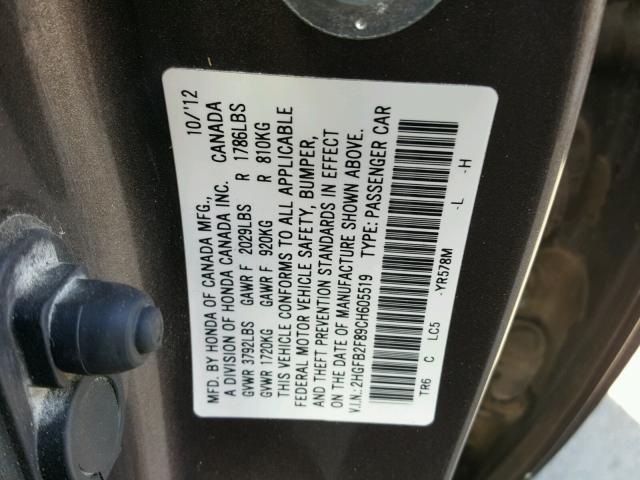 MFD. BY HONDA OF CANADA MFG., 10/'12
A DIVISION OF HONDA CANADA INC. CANADA
GVWR 3792LBS GAWR F 2029LBS R 1786LBS
GVWR 1720KG GAWR F 920KG R 810KG
THIS VEHICLE CONFORMS TO ALL APPLICABLE
FEDERAL MOTOR VEHICLE SAFETY, BUMPER,
AND THEFT PREVENTION STANDARDS IN EFFECT
ON THE DATE OF MANUFACTURE SHOWN ABOVE.
V.I.N.:2HGFB2F89CH605519 TYPE: PASSENGER CAR
TR6 C LC5 -YR578M -L -H